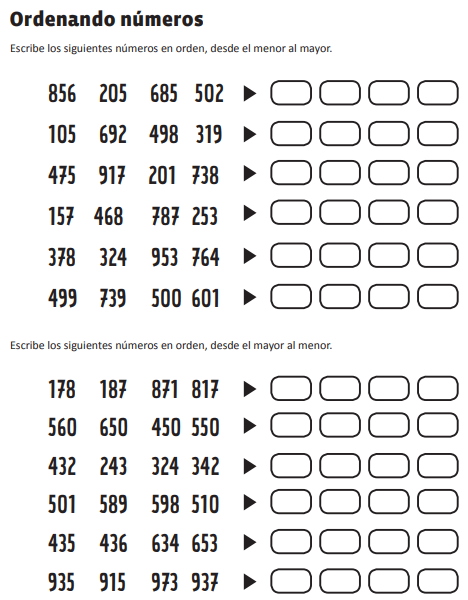 Ordenando números
Escribe los siguientes números en orden, desde el menor al mayor.
856 205 685 502
105 692 498 319
475 917 201 738
157 468 787 253
378 324 953 764
499 739 500 601
Escribe los siguientes números en orden, desde el mayor al menor.
178 187 871 817
560 650 450 550
432 243 324 342
501 589 598 510
435 436 634 653
935 915 973 937